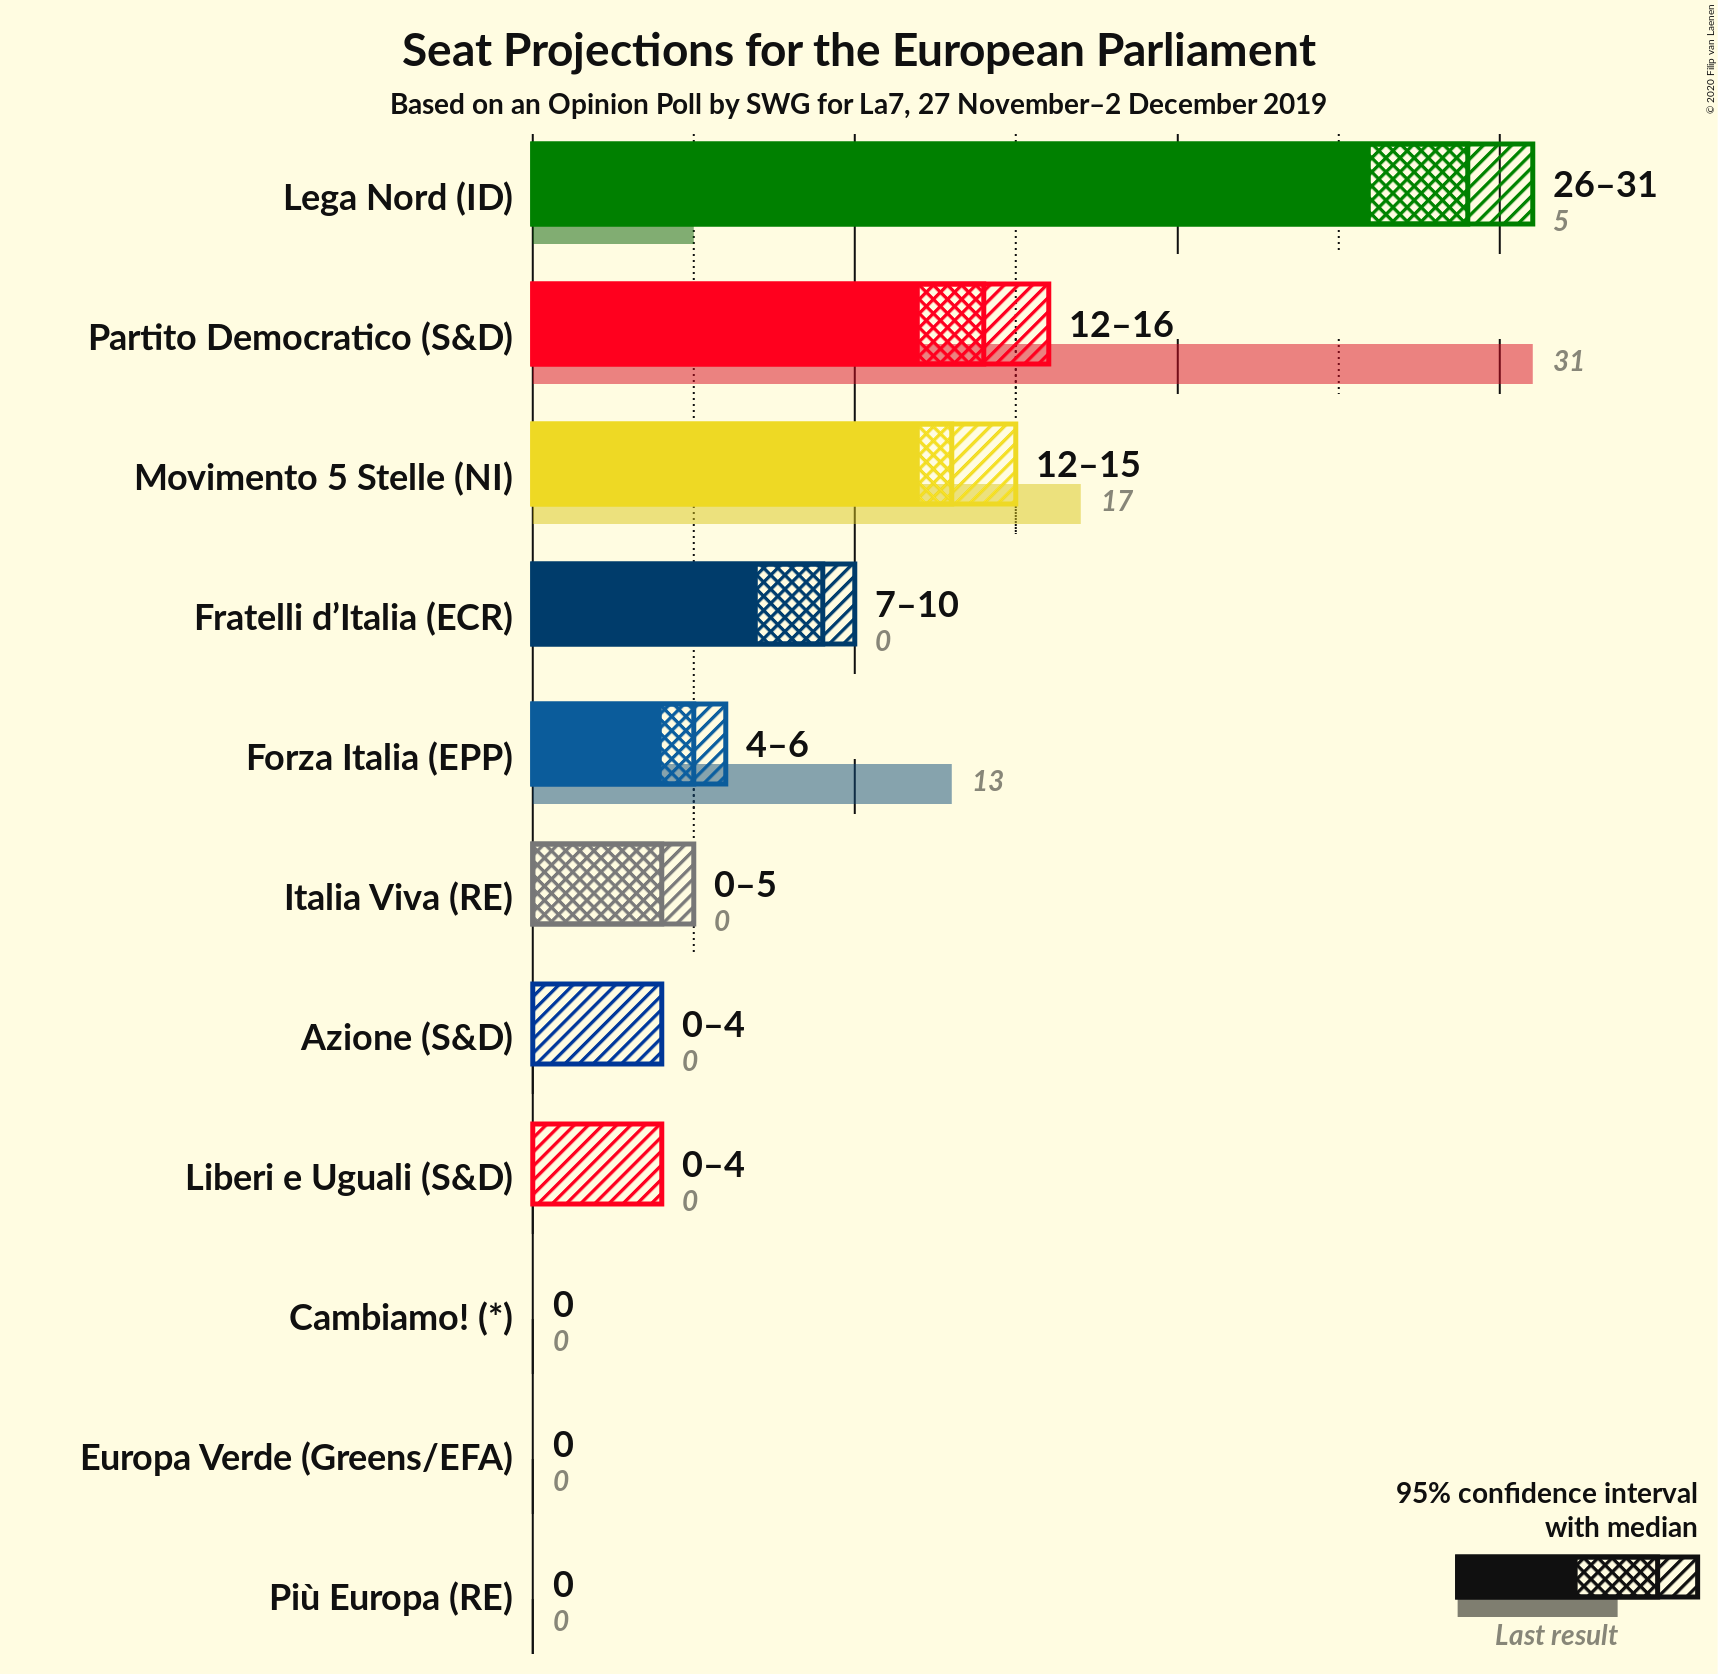 Seat Projections for the European Parliament
Based on an Opinion Poll by SWG for La7, 27 November–2 December 2019
© 2020 Filip van Laenen
Lega Nord (ID)
26–31
5
Partito Democratico (S&D)
12–16
31
Movimento 5 Stelle (NI)
12–15
17
Fratelli d’Italia (ECR)
7–10
0
Forza Italia (EPP)
4–6
13
Italia Viva (RE)
0–5
0
Azione (S&D)
0–4
0
Liberi e Uguali (S&D)
0–4
0
Cambiamo! (*)
0
0
Europa Verde (Greens/EFA)
0
0
Più Europa (RE)
0
0
95% confidence interval
with median
Last result